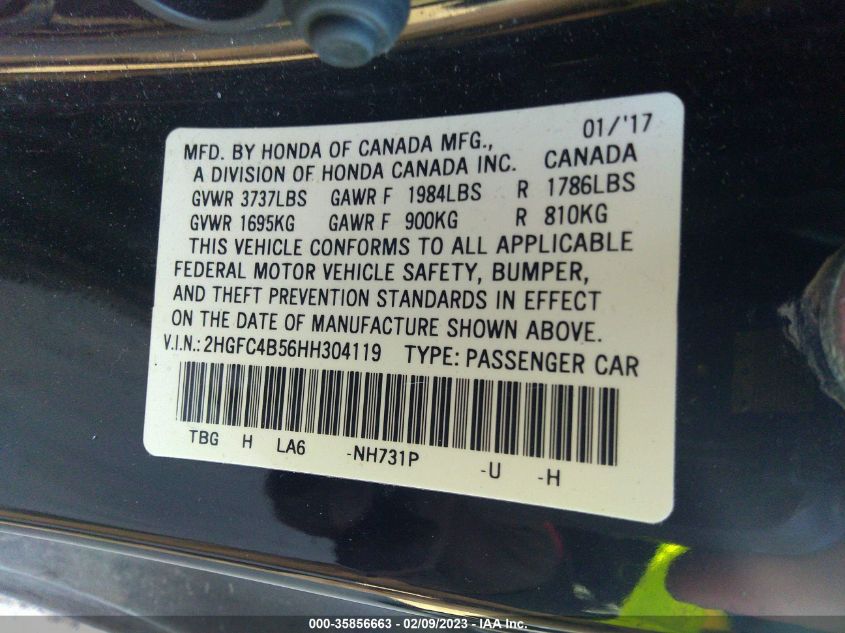 01/'17
MFD. BY HONDA OF CANADA MFG.,
A DIVISION OF HONDA CANADA INC. CANADA
GVWR 3737LBS GAWR F 1984LBS R 1786LBS
GVWR 1695KG GAWR F 900KG R 810KG
THIS VEHICLE CONFORMS TO ALL APPLICABLE
FEDERAL MOTOR VEHICLE SAFETY, BUMPER,
AND THEFT PREVENTION STANDARDS IN EFFECT
ON THE DATE OF MANUFACTURE SHOWN ABOVE.
V.I.N.: 2HGFC4B56HH304119 TYPE: PASSENGER CAR
TBG H LA6 -NH731P -U -H
000-35856663 - 02/09/2023 - IAA Inc.